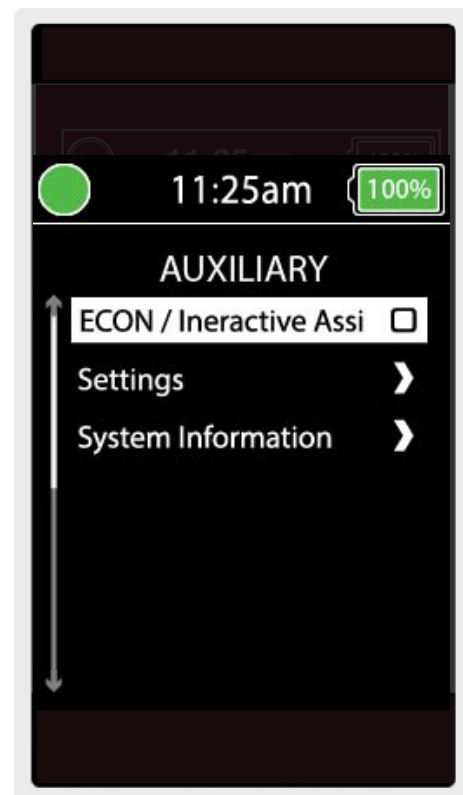 11:25am 100%
AUXILIARY
ECON / Ineractive Assi
Settings
System Information